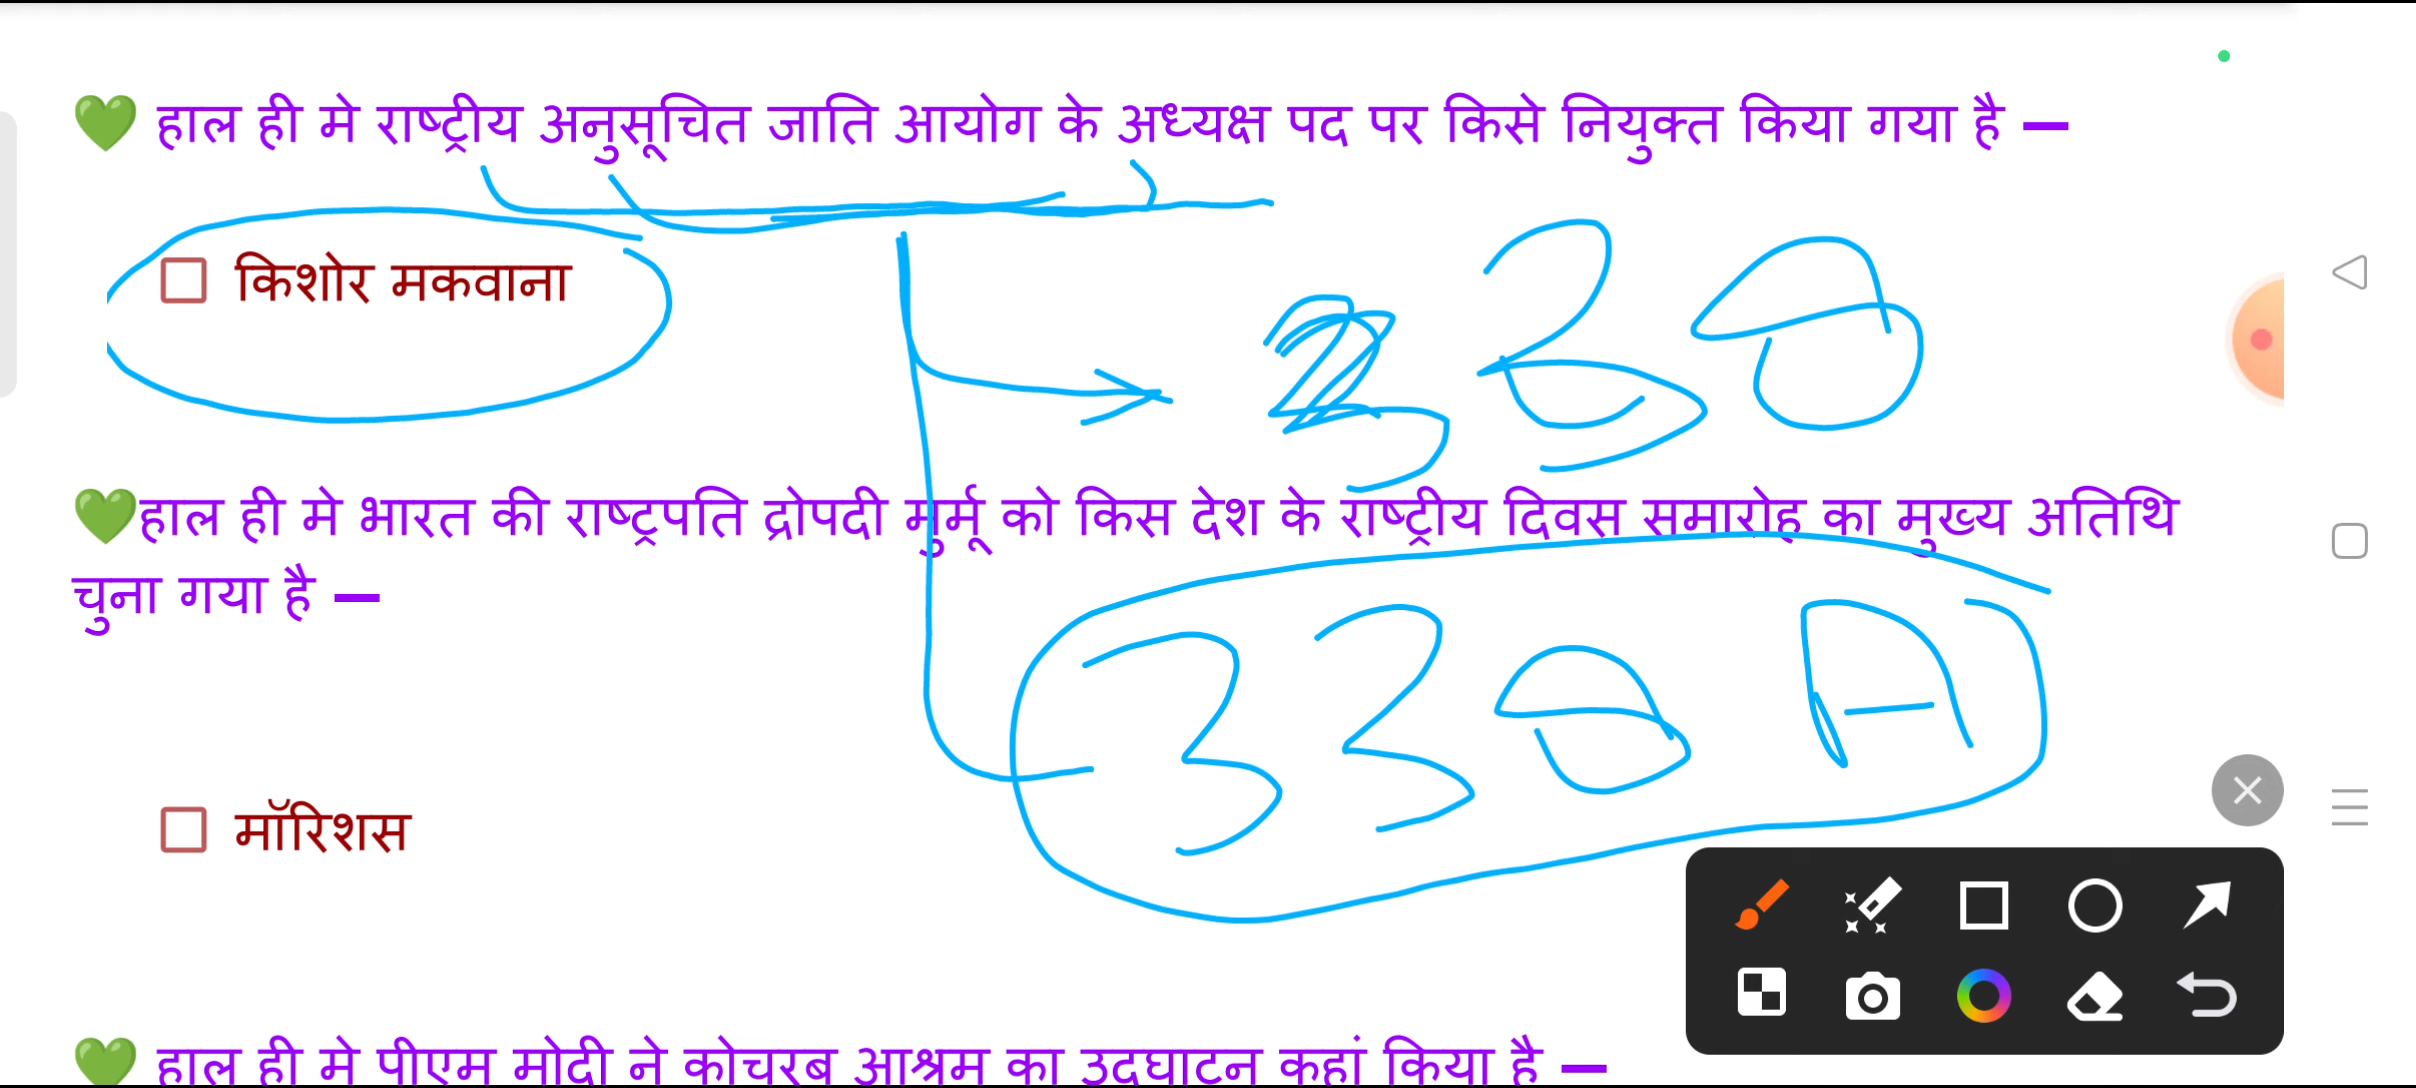 💚 हाल ही मे राष्ट्रीय अनुसूचित जाति आयोग के अध्यक्ष पद पर किसे नियुक्त किया गया है —
किशोर मकवाना
338
💚हाल ही मे भारत की राष्ट्रपति द्रोपदी मुर्मू को किस देश के राष्ट्रीय दिवस समारोह का मुख्य अतिथि
चुना गया है —
338 A
मॉरिशस
💚 हाल ही मे पीएम मोदी ने कोचरब आश्रम का उदघाटन कहां किया है —